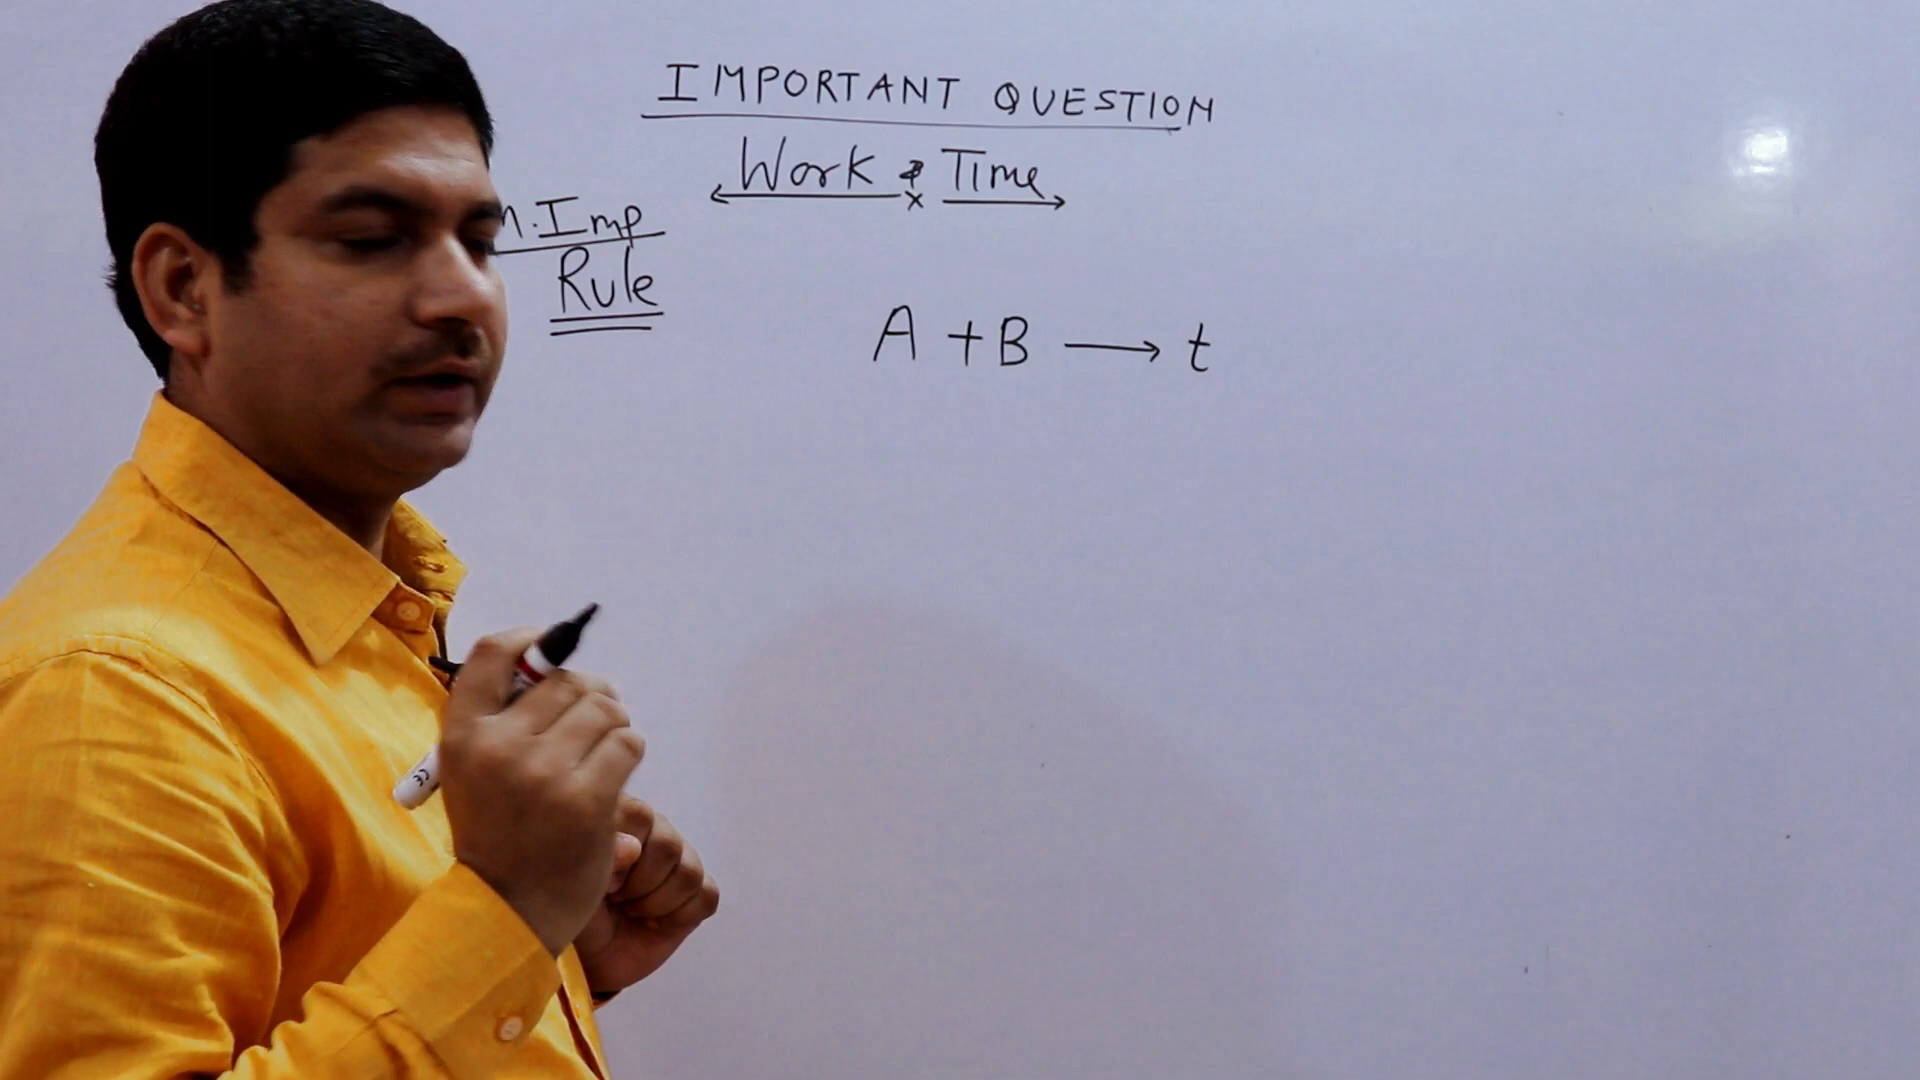 IMPORTANT QUESTION
Work & Time
x
n. Imp
Rule
A + B → t